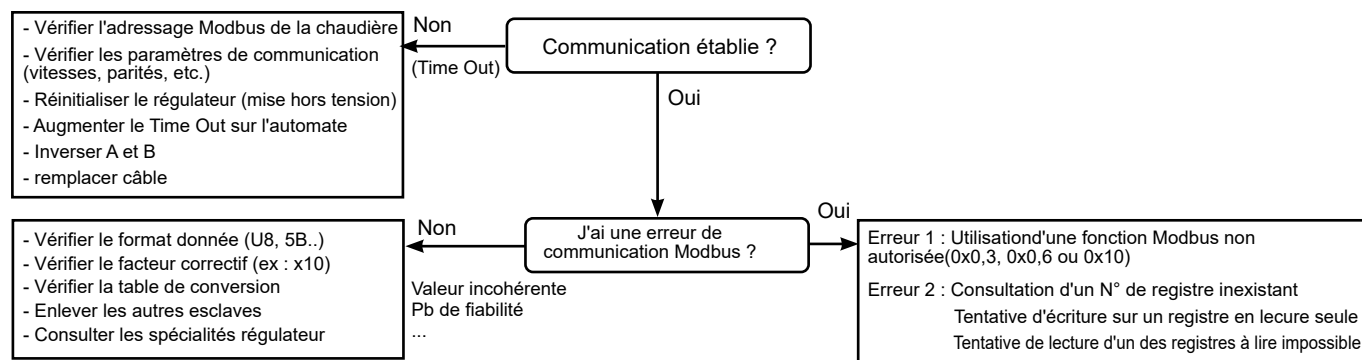 - Vérifier l'adressage Modbus de la chaudière
- Vérifier les paramètres de communication
(vitesses, parités, etc.)
- Réinitialiser le régulateur (mise hors tension)
- Augmenter le Time Out sur l'automate
- Inverser A et B
- remplacer câble
Non
(Time Out)
Communication établie ?
Oui
- Vérifier le format donnée (U8, 5B..)
- Vérifier le facteur correctif (ex : x10)
- Vérifier la table de conversion
- Enlever les autres esclaves
- Consulter les spécialités régulateur
Non
Valeur incohérente
Pb de fiabilité
...
J'ai une erreur de
communication Modbus ?
Oui
Erreur 1 : Utilisationd'une fonction Modbus non
autorisée(0x0,3, 0x0,6 ou 0x10)
Erreur 2 : Consultation d'un N° de registre inexistant
Tentative d'écriture sur un registre en lecure seule
Tentative de lecture d'un des registres à lire impossible